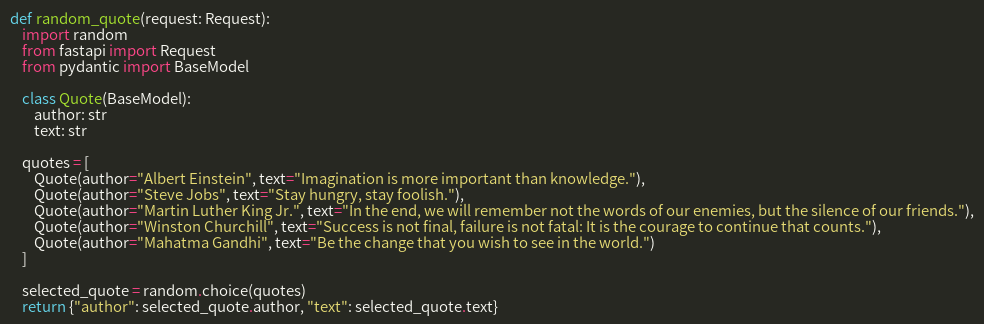 def random_quote(request: Request):
    import random
    from fastapi import Request
    from pydantic import BaseModel

    class Quote(BaseModel):
        author: str
        text: str

    quotes = [
        Quote(author="Albert Einstein", text="Imagination is more important than knowledge."),
        Quote(author="Steve Jobs", text="Stay hungry, stay foolish."),
        Quote(author="Martin Luther King Jr.", text="In the end, we will remember not the words of our enemies, but the silence of our friends."),
        Quote(author="Winston Churchill", text="Success is not final, failure is not fatal: It is the courage to continue that counts."),
        Quote(author="Mahatma Gandhi", text="Be the change that you wish to see in the world.")
    ]

    selected_quote = random.choice(quotes)
    return {"author": selected_quote.author, "text": selected_quote.text}